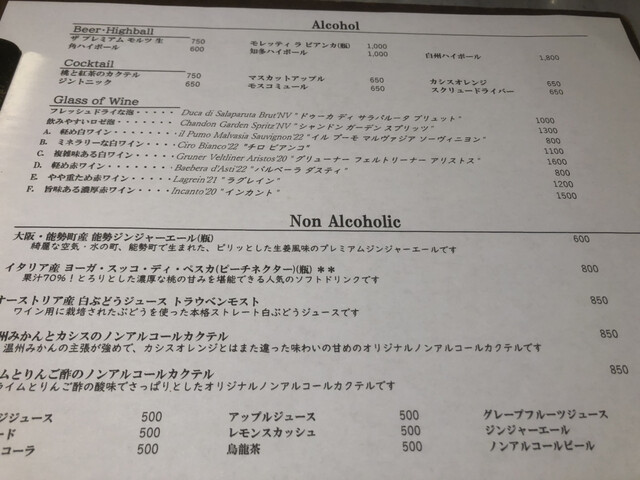 Alcohol
Beer·Highball
ザ プレミアム モルツ 生 750 モレッティ ラ ビアンカ(瓶) 1,000
角ハイボール 600 知多ハイボール 1,000 白州ハイボール 1,800
Cocktail
桃と紅茶のカクテル 750 マスカットアップル 650 カシスオレンジ 650
ジントニック 650 モスコミュール 650 スクリュードライバー 650
Glass of Wine
フレッシュドライな泡・・・・・Duca di Salaparuta Brut'NV "ドゥーカ ディ サラパルータ ブリュット" 1000
飲みやすいロゼ泡・・・・・Chandon Garden Spritz'NV "シャンドン ガーデン スプリッツ" 1300
A. 軽め白ワイン・・・・・il Pumo Malvasia Sauvignon'22 "イル プーモ マルヴァジア ソーヴィニヨン" 800
B. ミネラリーな白ワイン・・・・Ciro Bianco'22 "チロ ビアンコ" 1100
C. 複雑味ある白ワイン・・・・Gruner Veltliner Aristos'20 "グリューナー フェルトリーナー アリストス" 1600
D. 軽め赤ワイン・・・・・Baebera d'Asti'22 "バルベーラ ダスティ" 800
E. やや重ため赤ワイン・・・・Lagrein'21 "ラグレイン" 1200
F. 旨味ある濃厚赤ワイン・・・・Incanto'20 "インカント" 1500
Non Alcoholic
大阪・能勢町産 能勢ジンジャーエール(瓶) 600
綺麗な空気・水の町、能勢町で生まれた、ピリッとした生姜風味のプレミアムジンジャーエールです
イタリア産 ヨーガ・スッコ・ディ・ペスカ(ピーチネクター)(瓶) ** 800
果汁70%！とろりとした濃厚な桃の甘みを堪能できる人気のソフトドリンクです
オーストリア産 白ぶどうジュース トラウベンモスト 850
ワイン用に栽培されたぶどうを使った本格ストレート白ぶどうジュースです
州みかんとカシスのノンアルコールカクテル 850
温州みかんの主張が強めで、カシスオレンジとはまた違った味わいの甘めのオリジナルノンアルコールカクテルです
ムとりんご酢のノンアルコールカクテル 850
ライムとりんご酢の酸味でさっぱりとしたオリジナルノンアルコールカクテルです
ジジュース 500 アップルジュース 500 グレープフルーツジュース
ード 500 レモンスカッシュ 500 ジンジャーエール
コーラ 500 烏龍茶 500 ノンアルコールビール